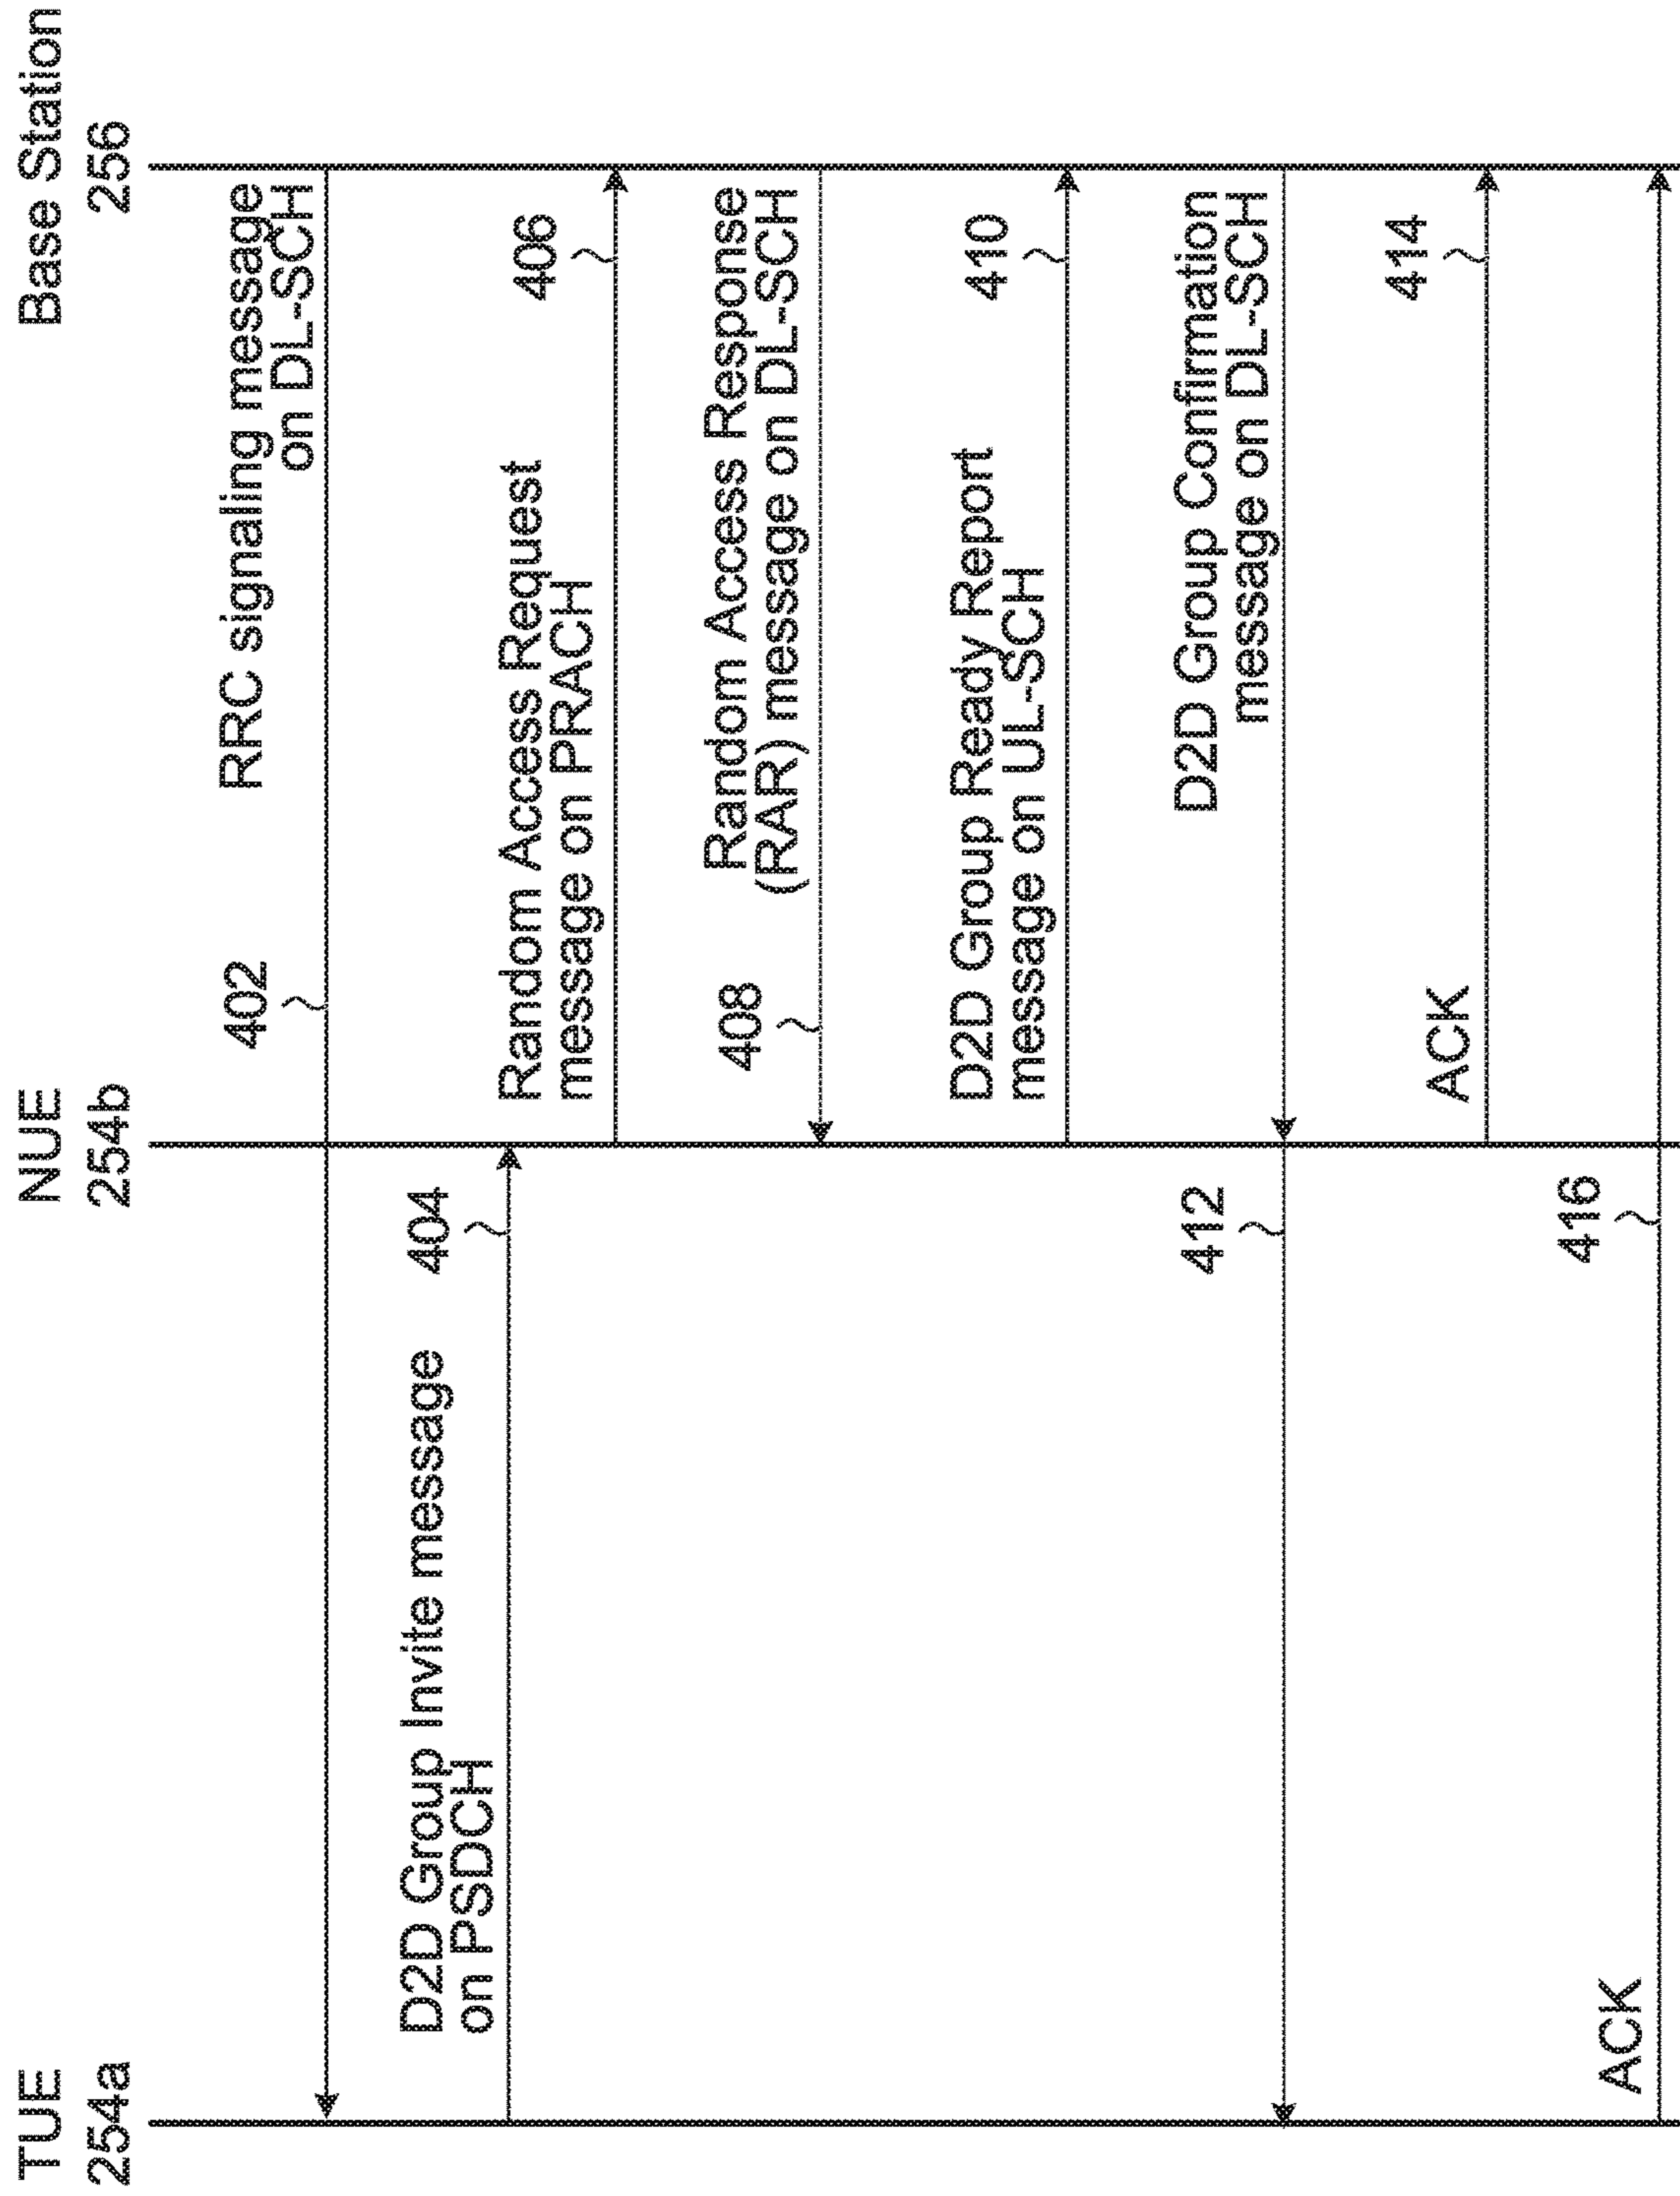 TUE
254a
NUE
254b
Base Station
256
402
RRC signaling message
on DL-SCH
D2D Group Invite message
on PSDCH
404
Random Access Request
message on PRACH
406
408
Random Access Response
(RAR) message on DL-SCH
D2D Group Ready Report
message on UL-SCH
410
412
D2D Group Confirmation
message on DL-SCH
ACK
414
ACK
416